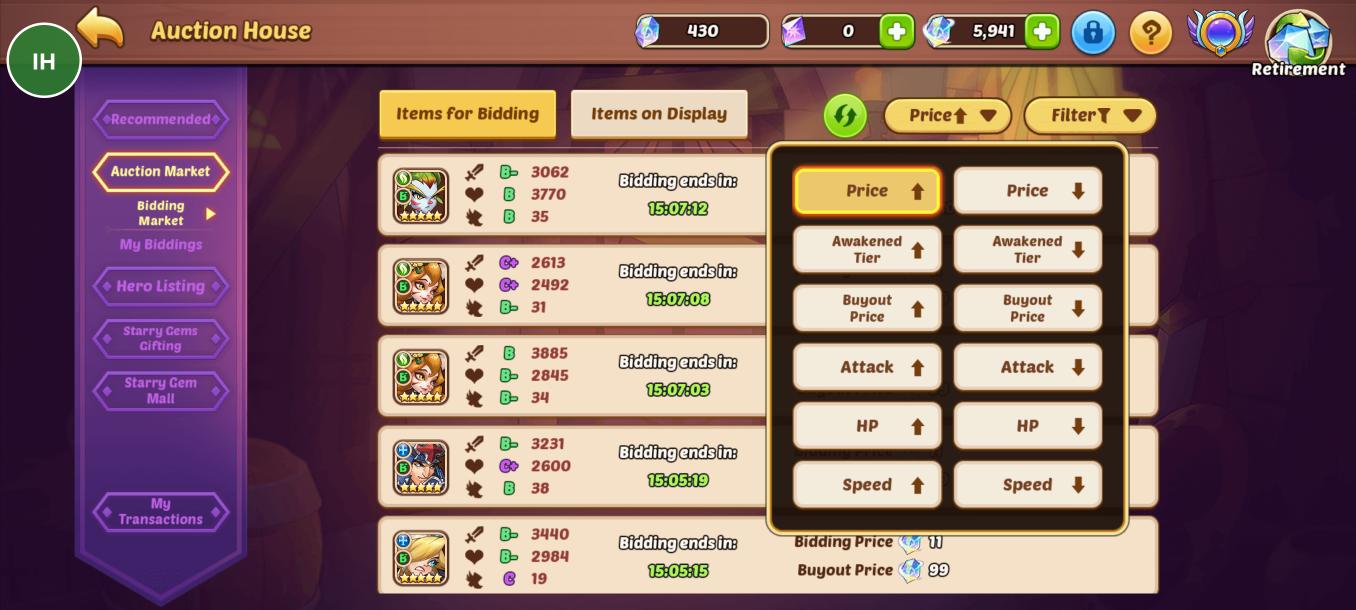 IH
Auction House
430
0
5,941
Retirement
Recommended
Auction Market
Bidding
Market
My Biddings
Hero Listing
Starry Gems
Gifting
Starry Gem
Mall
My
Transactions
Items for Bidding
Items on Display
Price
Filter
B
B- 3062
B 3770
B 35
Bidding ends in:
15:07:12
B
C+ 2613
C+ 2492
B- 31
Bidding ends in:
15:07:08
B
B 3885
B- 2845
B- 34
Bidding ends in:
15:07:03
B
B- 3231
C+ 2600
B 38
Bidding ends in:
15:05:19
B
B- 3440
B- 2984
C 19
Bidding ends in:
15:05:15
Bidding Price 11
Buyout Price 99
Price
Price
Awakened
Tier
Awakened
Tier
Buyout
Price
Buyout
Price
Attack
Attack
HP
HP
Speed
Speed